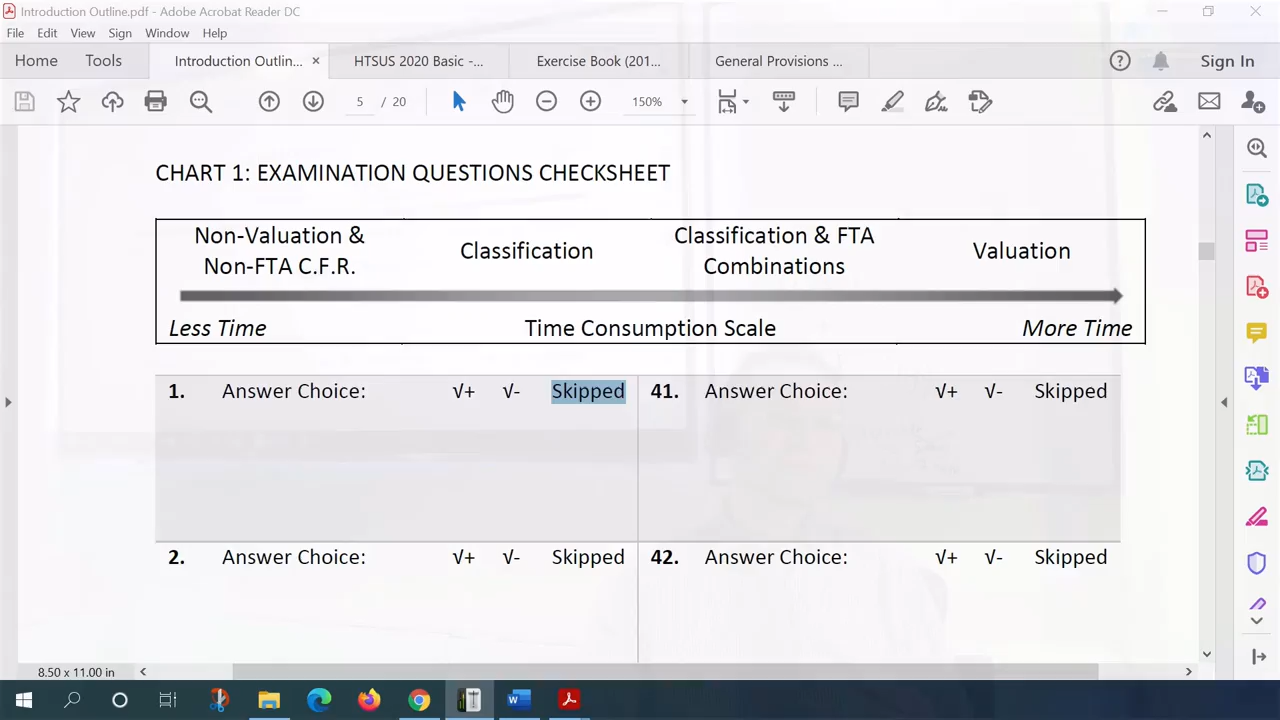 Introduction Outline.pdf - Adobe Acrobat Reader DC
File Edit View Sign Window Help
Home Tools Introduction Outlin... × HTSUS 2020 Basic -... Exercise Book (201... General Provisions ... Sign In
5 / 20 150%
CHART 1: EXAMINATION QUESTIONS CHECKSHEET
Non-Valuation & Non-FTA C.F.R.
Classification
Classification & FTA Combinations
Valuation
Less Time Time Consumption Scale More Time
1. Answer Choice: √+ √- Skipped 41. Answer Choice: √+ √- Skipped
2. Answer Choice: √+ √- Skipped 42. Answer Choice: √+ √- Skipped
8.50 x 11.00 in